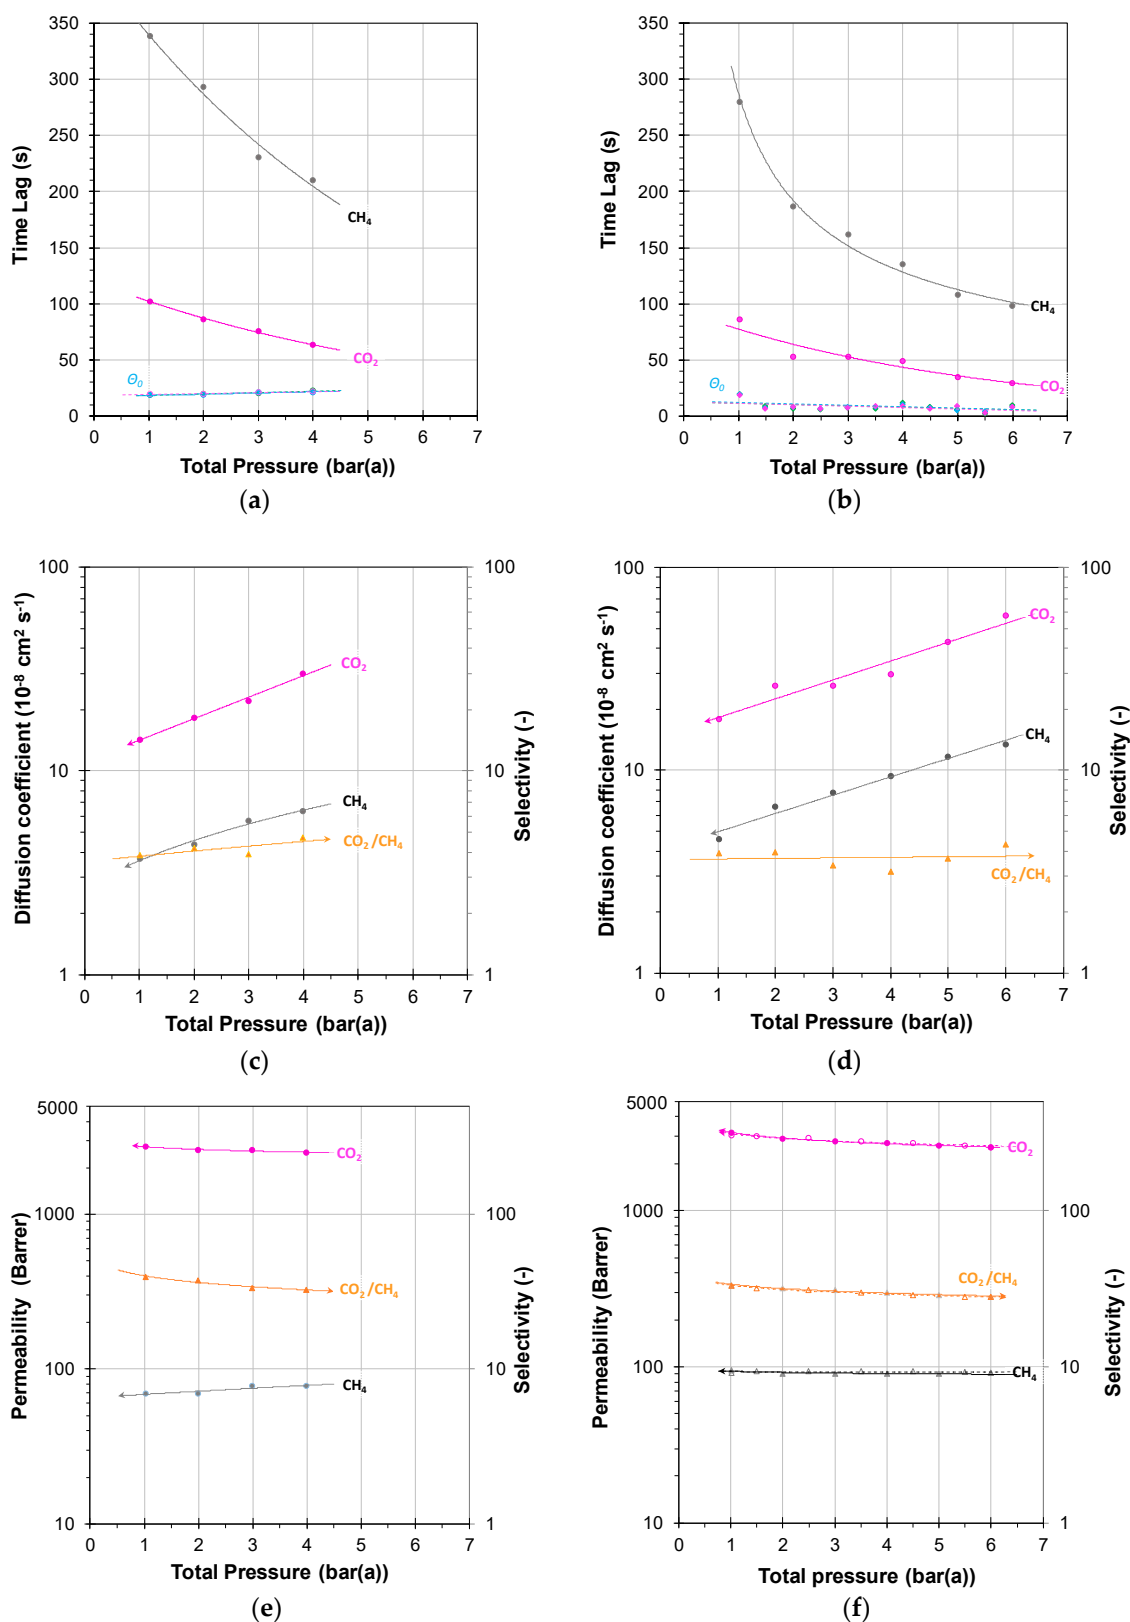 350
300
250
200
150
100
50
0
Time Lag (s)
CH4
CO2
Θ0
0 1 2 3 4 5 6 7
Total Pressure (bar(a))
(a)
350
300
250
200
150
100
50
0
Time Lag (s)
CH4
CO2
Θ0
0 1 2 3 4 5 6 7
Total Pressure (bar(a))
(b)
100
10
1
Diffusion coefficient (10-8 cm2 s-1)
CO2
CH4
CO2/CH4
100
10
1
Selectivity (-)
0 1 2 3 4 5 6 7
Total Pressure (bar(a))
(c)
100
10
1
Diffusion coefficient (10-8 cm2 s-1)
CO2
CH4
CO2/CH4
100
10
1
Selectivity (-)
0 1 2 3 4 5 6 7
Total Pressure (bar(a))
(d)
5000
1000
100
10
Permeability (Barrer)
CO2
CO2/CH4
CH4
100
10
1
Selectivity (-)
0 1 2 3 4 5 6 7
Total Pressure (bar(a))
(e)
5000
1000
100
10
Permeability (Barrer)
CO2
CO2/CH4
CH4
100
10
1
Selectivity (-)
0 1 2 3 4 5 6 7
Total pressure (bar(a))
(f)